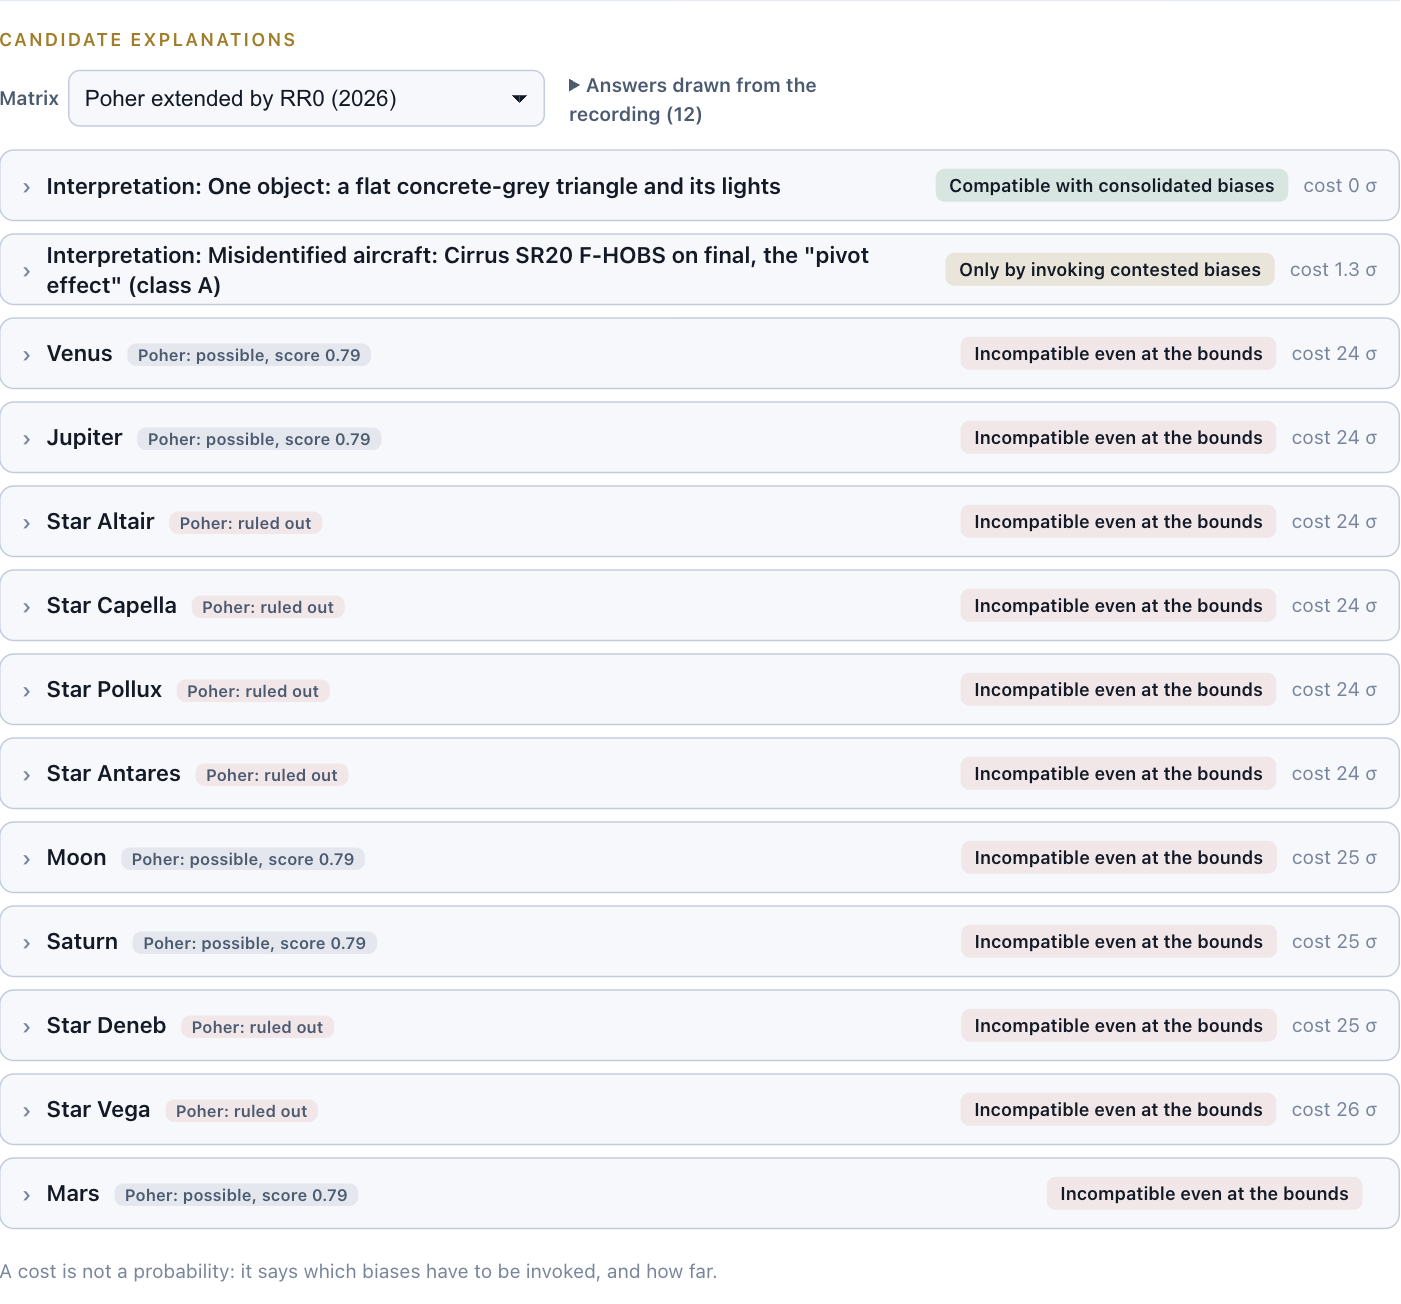 CANDIDATE EXPLANATIONS
Matrix Poher extended by RR0 (2026) ▶ Answers drawn from the
recording (12)
› Interpretation: One object: a flat concrete-grey triangle and its lights Compatible with consolidated biases cost 0 σ
› Interpretation: Misidentified aircraft: Cirrus SR20 F-HOBS on final, the "pivot
effect" (class A) Only by invoking contested biases cost 1.3 σ
› Venus Poher: possible, score 0.79 Incompatible even at the bounds cost 24 σ
› Jupiter Poher: possible, score 0.79 Incompatible even at the bounds cost 24 σ
› Star Altair Poher: ruled out Incompatible even at the bounds cost 24 σ
› Star Capella Poher: ruled out Incompatible even at the bounds cost 24 σ
› Star Pollux Poher: ruled out Incompatible even at the bounds cost 24 σ
› Star Antares Poher: ruled out Incompatible even at the bounds cost 24 σ
› Moon Poher: possible, score 0.79 Incompatible even at the bounds cost 25 σ
› Saturn Poher: possible, score 0.79 Incompatible even at the bounds cost 25 σ
› Star Deneb Poher: ruled out Incompatible even at the bounds cost 25 σ
› Star Vega Poher: ruled out Incompatible even at the bounds cost 26 σ
› Mars Poher: possible, score 0.79 Incompatible even at the bounds
A cost is not a probability: it says which biases have to be invoked, and how far.